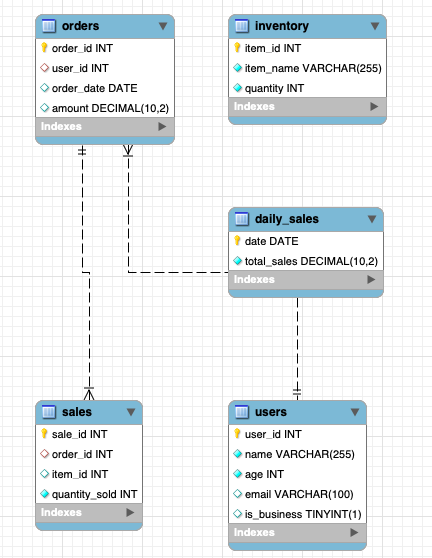 orders
order_id INT
user_id INT
order_date DATE
amount DECIMAL(10,2)
Indexes
inventory
item_id INT
item_name VARCHAR(255)
quantity INT
Indexes
daily_sales
date DATE
total_sales DECIMAL(10,2)
Indexes
sales
sale_id INT
order_id INT
item_id INT
quantity_sold INT
Indexes
users
user_id INT
name VARCHAR(255)
age INT
email VARCHAR(100)
is_business TINYINT(1)
Indexes